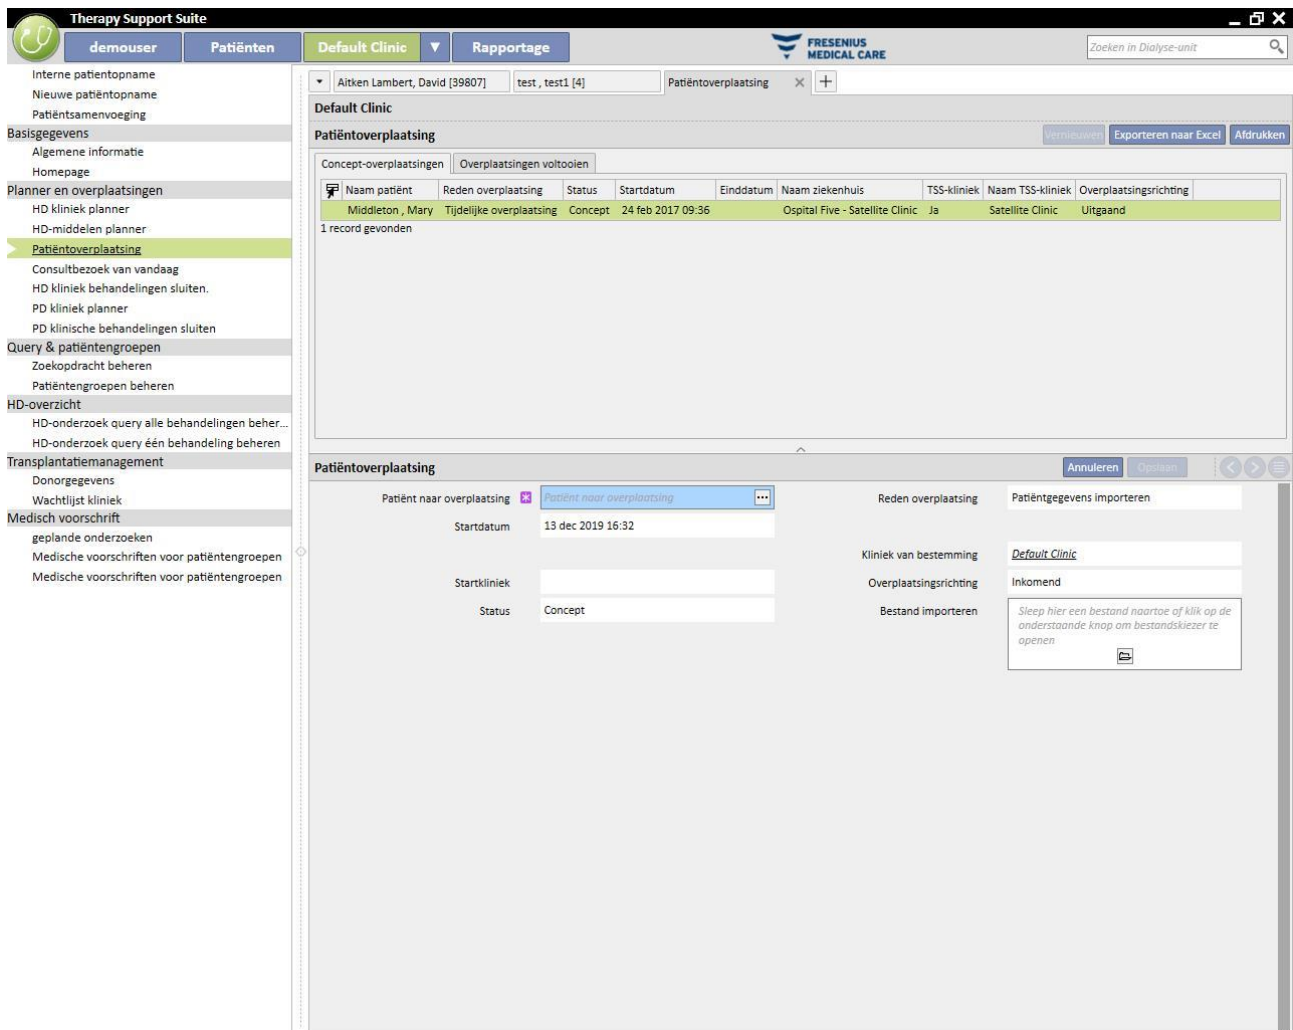 Therapy Support Suite
demouser Patiënten Default Clinic Rapportage FRESENIUS MEDICAL CARE Zoeken in Dialyse-unit
Interne patientopname
Nieuwe patiëntopname
Patiëntsamenvoeging
Basisgegevens
Algemene informatie
Homepage
Planner en overplaatsingen
HD kliniek planner
HD-middelen planner
Patiëntoverplaatsing
Consultbezoek van vandaag
HD kliniek behandelingen sluiten.
PD kliniek planner
PD klinische behandelingen sluiten
Query & patiëntengroepen
Zoekopdracht beheren
Patiëntengroepen beheren
HD-overzicht
HD-onderzoek query alle behandelingen beher...
HD-onderzoek query één behandeling beheren
Transplantatiemanagement
Donorgegevens
Wachtlijst kliniek
Medisch voorschrift
geplande onderzoeken
Medische voorschriften voor patiëntengroepen
Medische voorschriften voor patiëntengroepen
Aitken Lambert, David [39807] test , test1 [4] Patiëntoverplaatsing
Default Clinic
Patiëntoverplaatsing Vernieuwen Exporteren naar Excel Afdrukken
Concept-overplaatsingen Overplaatsingen voltooien
Naam patiënt Reden overplaatsing Status Startdatum Einddatum Naam ziekenhuis TSS-kliniek Naam TSS-kliniek Overplaatsingsrichting
Middleton , Mary Tijdelijke overplaatsing Concept 24 feb 2017 09:36 Ospital Five - Satellite Clinic Ja Satellite Clinic Uitgaand
1 record gevonden
Patiëntoverplaatsing Annuleren Opslaan
Patiënt naar overplaatsing Patiënt naar overplaatsing Reden overplaatsing Patiëntgegevens importeren
Startdatum 13 dec 2019 16:32
Kliniek van bestemming Default Clinic
Startkliniek Overplaatsingsrichting Inkomend
Status Concept Bestand importeren Sleep hier een bestand naartoe of klik op de
onderstaande knop om bestandskiezer te
openen